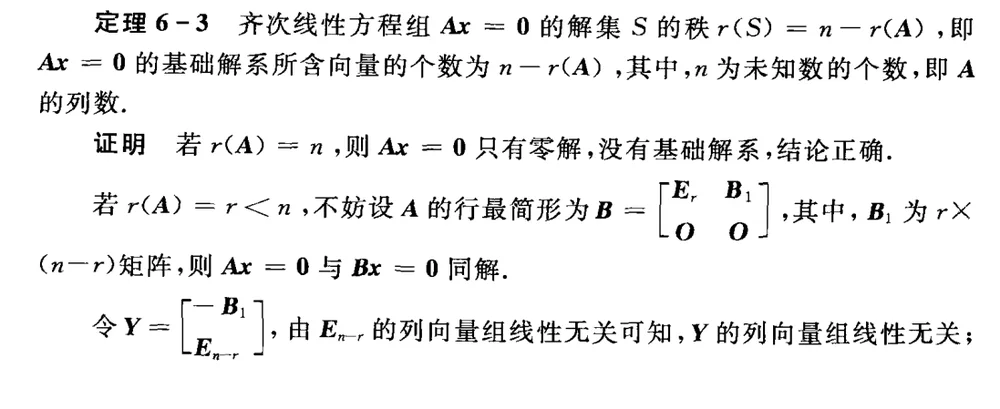 定理 6-3 齐次线性方程组 Ax = 0 的解集 S 的秩 r(S) = n - r(A) ,即
Ax = 0 的基础解系所含向量的个数为 n - r(A) ,其中,n 为未知数的个数,即 A
的列数.
证明 若 r(A) = n ,则 Ax = 0 只有零解,没有基础解系,结论正确.
若 r(A) = r < n ,不妨设 A 的行最简形为 B = [E_r B_1; O O] ,其中, B_1 为 r×
(n-r)矩阵,则 Ax = 0 与 Bx = 0 同解.
令 Y = [-B_1; E_{n-r}] , 由 E_{n-r} 的列向量组线性无关可知, Y 的列向量组线性无关;